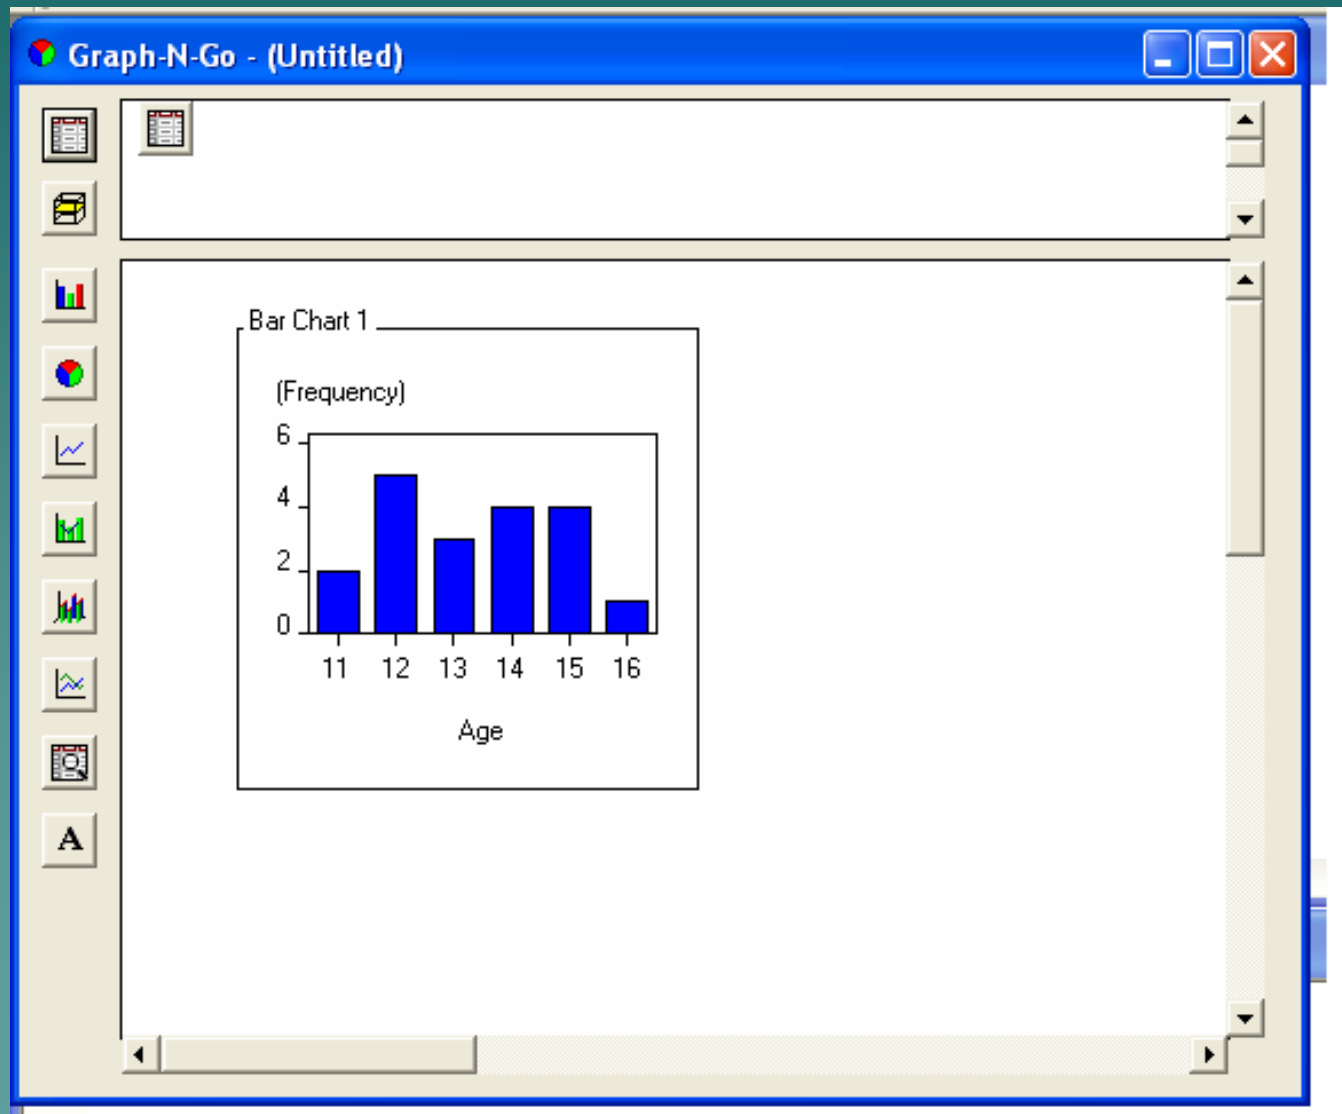 Graph-N-Go - (Untitled)
Bar Chart 1
(Frequency)
6
4
2
0
11 12 13 14 15 16
Age
A